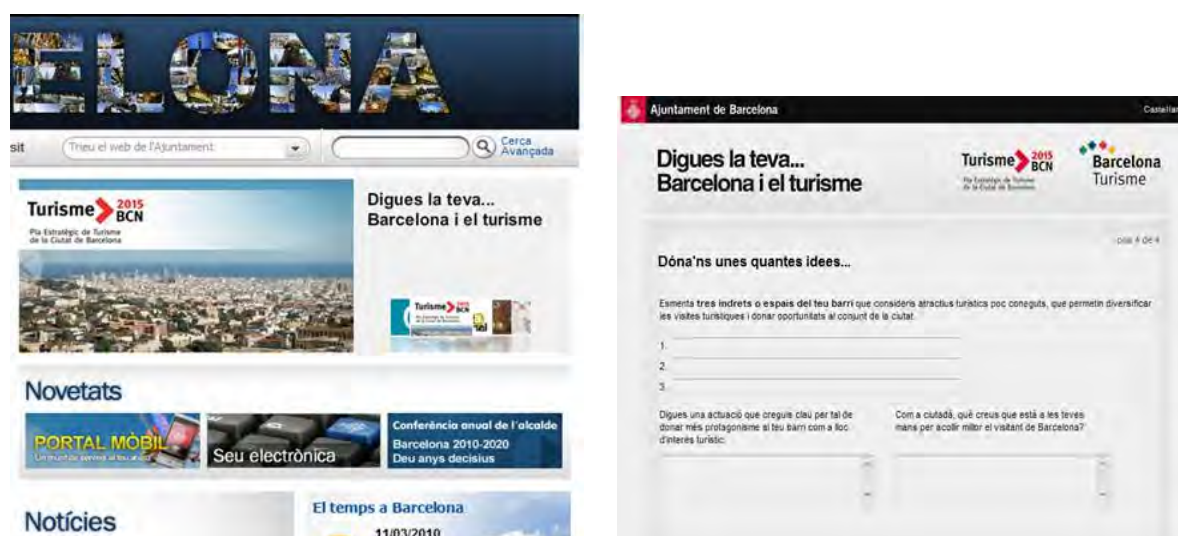 ELONA
sit
Trieu el web de l'Ajuntament
Cerca
Avançada
Turisme 2015
BCN
Pla Estratègic de Turisme
de la Ciutat de Barcelona
Digues la teva...
Barcelona i el turisme
Turisme 2015
BCN
Novetats
PORTAL MÒBIL
Seu electrònica
Conferència anual de l'alcalde
Barcelona 2010-2020
Deu anys decisius
Notícies
El temps a Barcelona
11/03/2010
Ajuntament de Barcelona
Castellan
Digues la teva...
Barcelona i el turisme
Turisme 2015
BCN
Pla Estratègic de Turisme
de la Ciutat de Barcelona
Barcelona
Turisme
pas 4 de 4
Dóna'ns unes quantes idees...
Esmenta tres indrets o espais del teu barri que consideris atractius turístics poc coneguts, que permetin diversificar
les visites turístiques i donar oportunitats al conjunt de la ciutat.
1.
2.
3.
Digues una actuació que creguis clau per tal de
donar més protagonisme al teu barri com a lloc
d'interès turístic:
Com a ciutadà, què creus que està a les teves
mans per acollir millor el visitant de Barcelona?